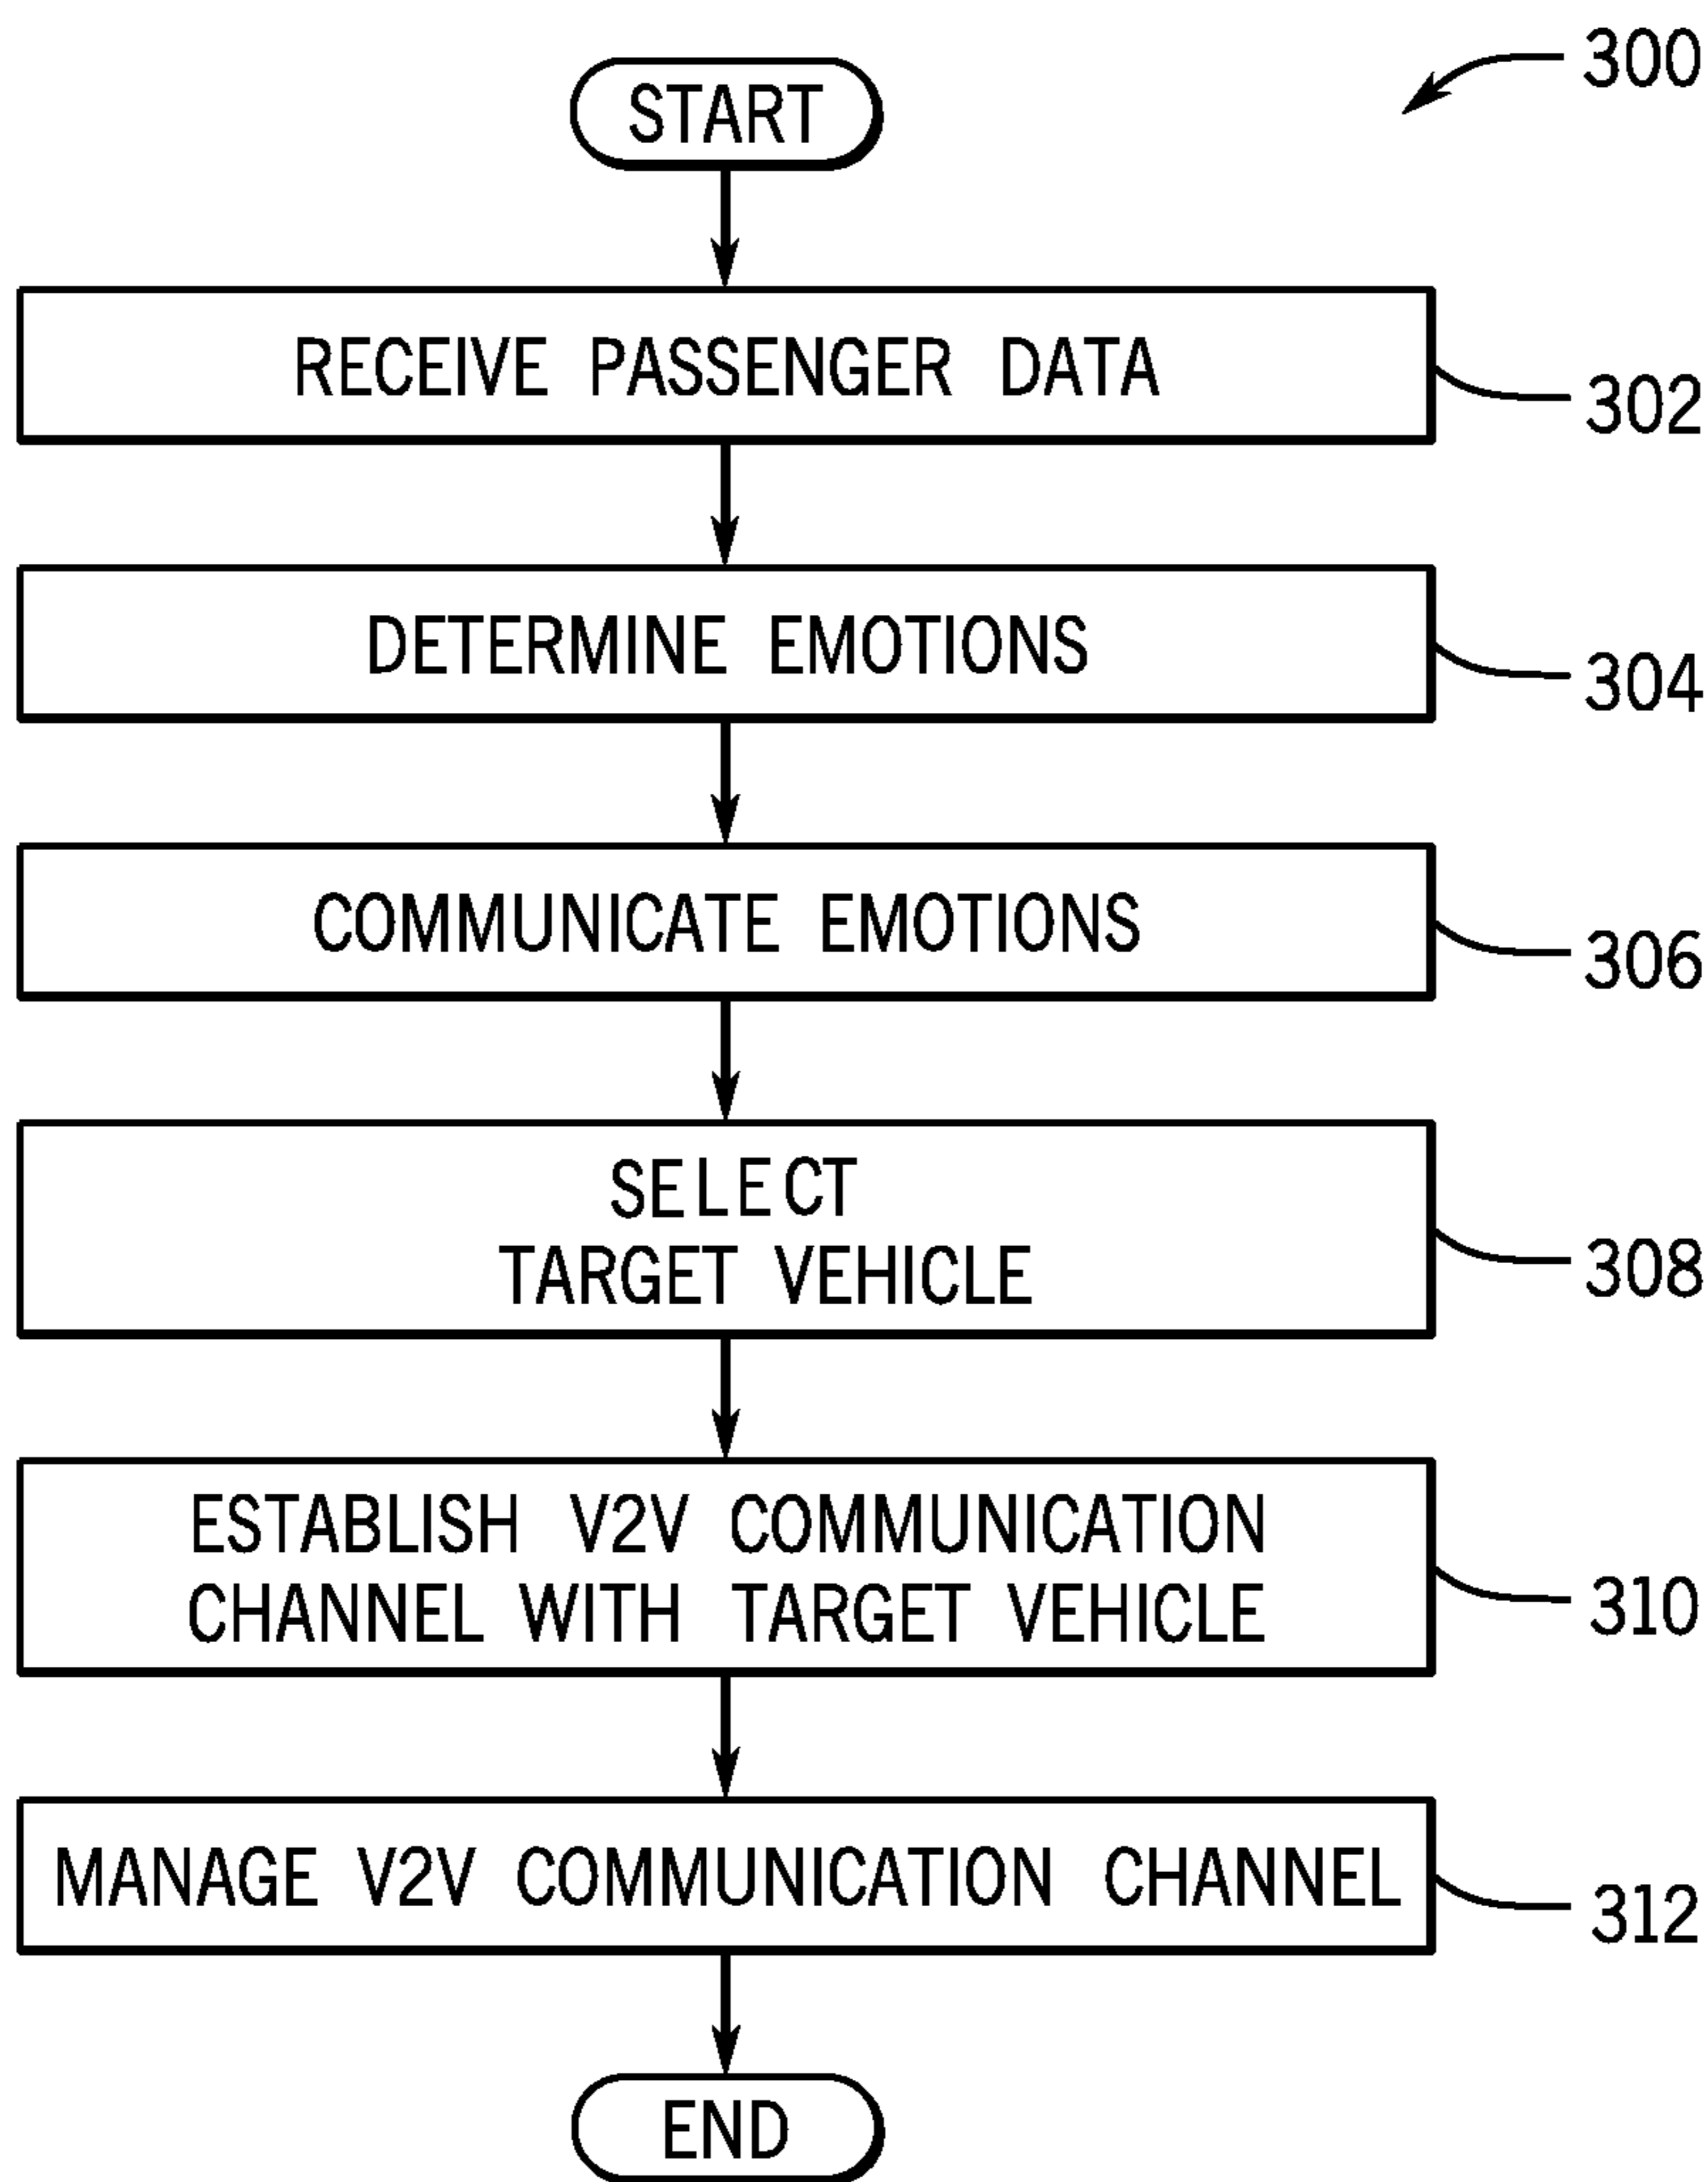 300
START
RECEIVE PASSENGER DATA
302
DETERMINE EMOTIONS
304
COMMUNICATE EMOTIONS
306
SELECT
TARGET VEHICLE
308
ESTABLISH V2V COMMUNICATION
CHANNEL WITH TARGET VEHICLE
310
MANAGE V2V COMMUNICATION CHANNEL
312
END